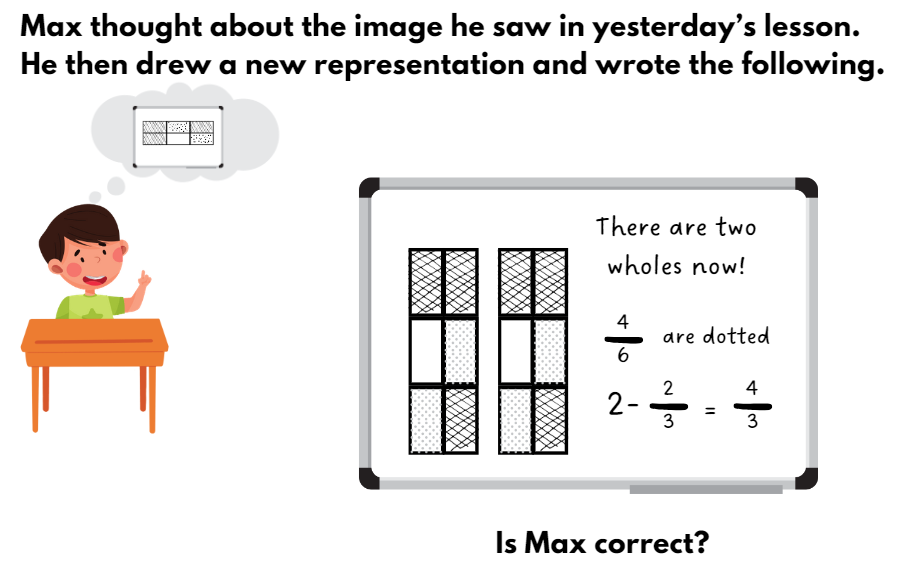 Max thought about the image he saw in yesterday's lesson.
He then drew a new representation and wrote the following.
There are two
wholes now!
4/6 are dotted
2 - 2/3 = 4/3
Is Max correct?